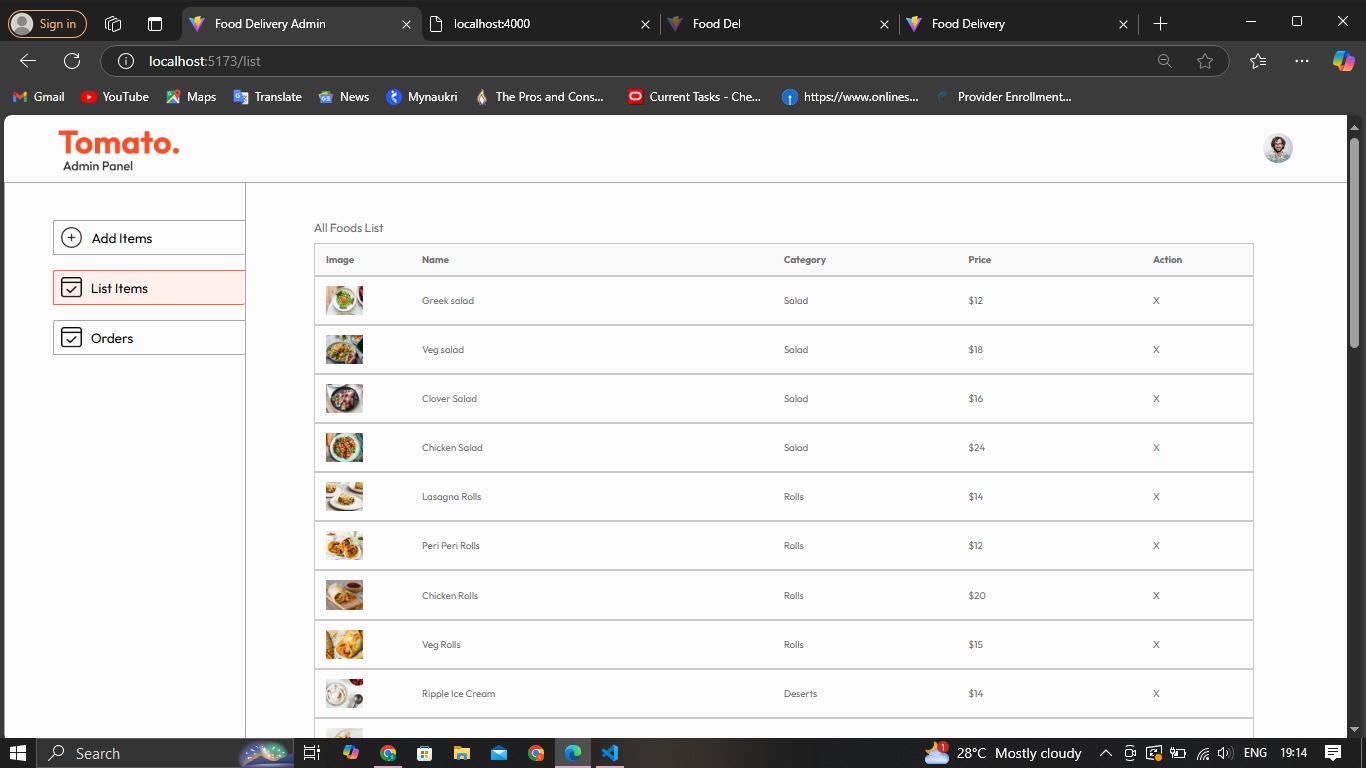 Sign in
Food Delivery Admin
localhost:4000
Food Del
Food Delivery
localhost:5173/list
Gmail
YouTube
Maps
Translate
News
Mynaukri
The Pros and Cons...
Current Tasks - Che...
https://www.onlines...
Provider Enrollment...
Tomato.
Admin Panel
Add Items
List Items
Orders
All Foods List
Image Name Category Price Action
Greek salad Salad $12 X
Veg salad Salad $18 X
Clover Salad Salad $16 X
Chicken Salad Salad $24 X
Lasagna Rolls Rolls $14 X
Peri Peri Rolls Rolls $12 X
Chicken Rolls Rolls $20 X
Veg Rolls Rolls $15 X
Ripple Ice Cream Deserts $14 X
Search
1
28°C Mostly cloudy
ENG
19:14